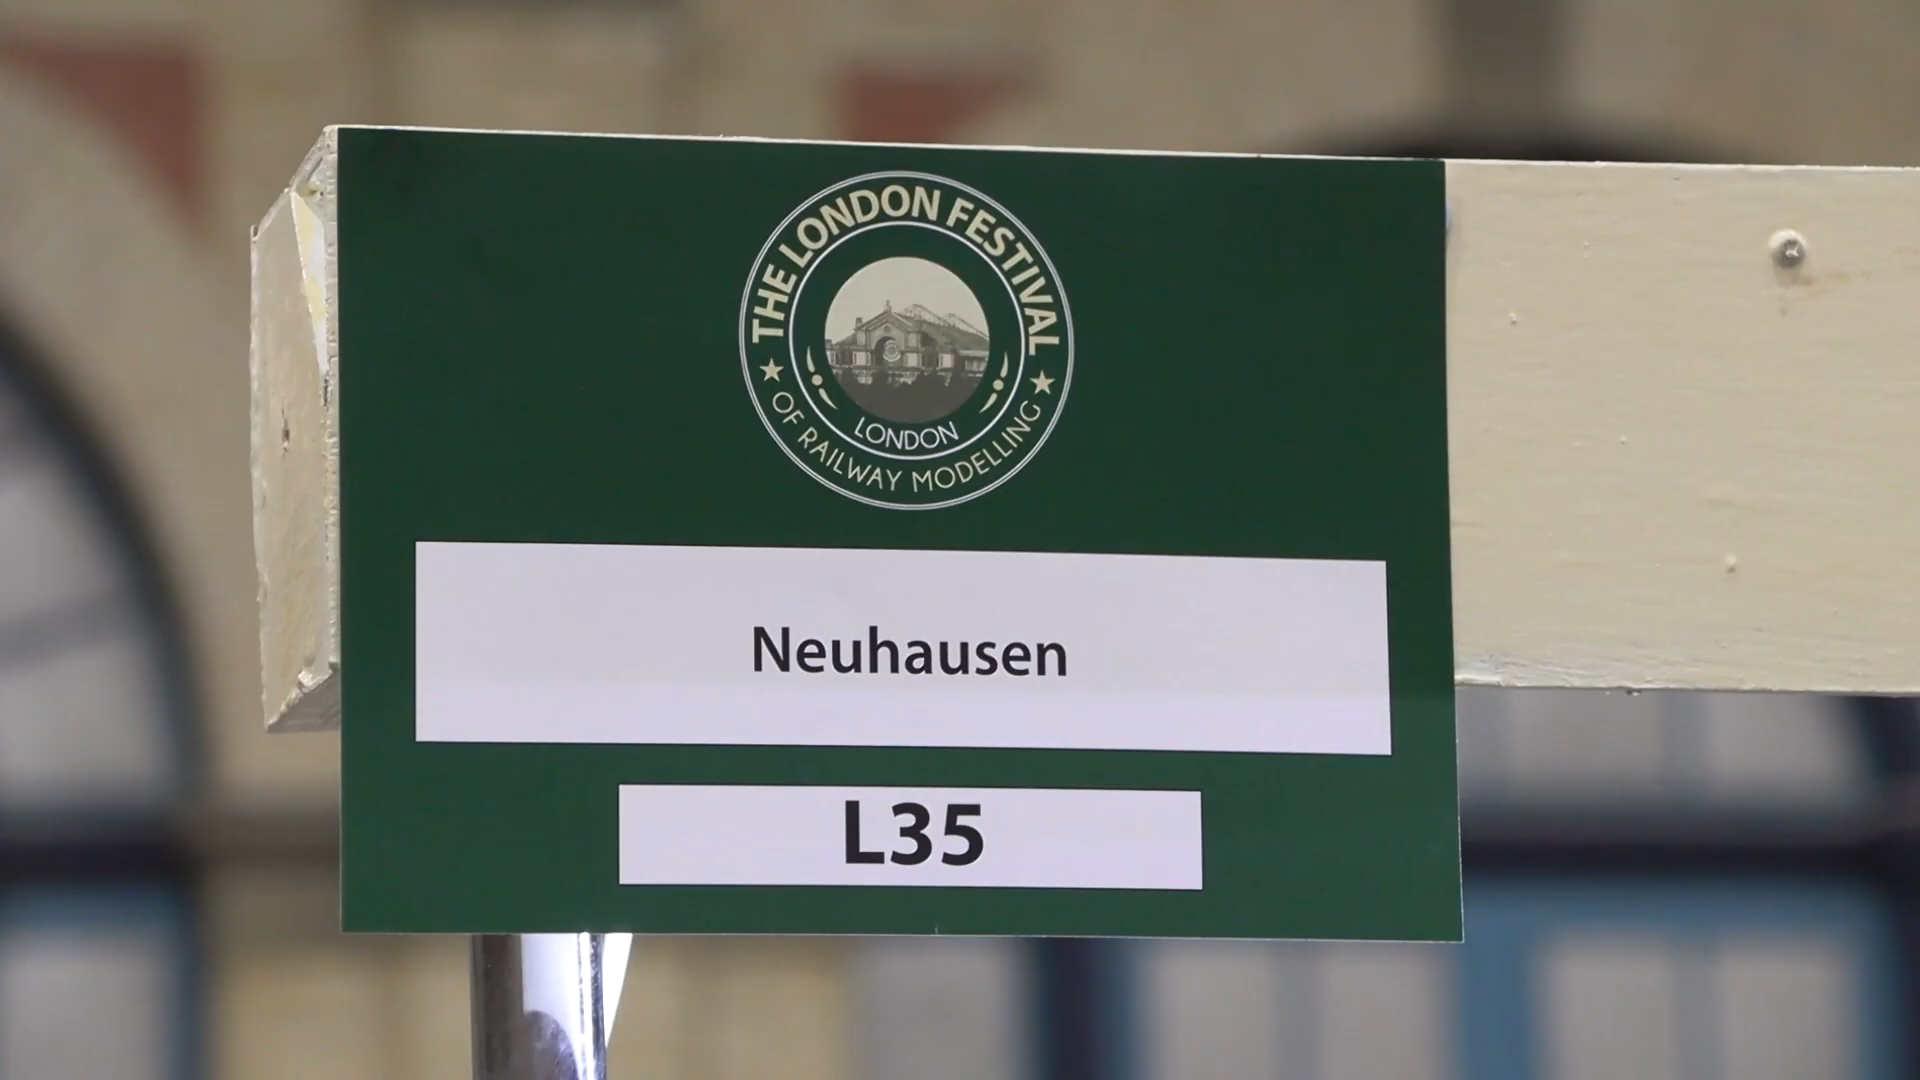 THE LONDON FESTIVAL
OF RAILWAY MODELLING
LONDON
Neuhausen
L35